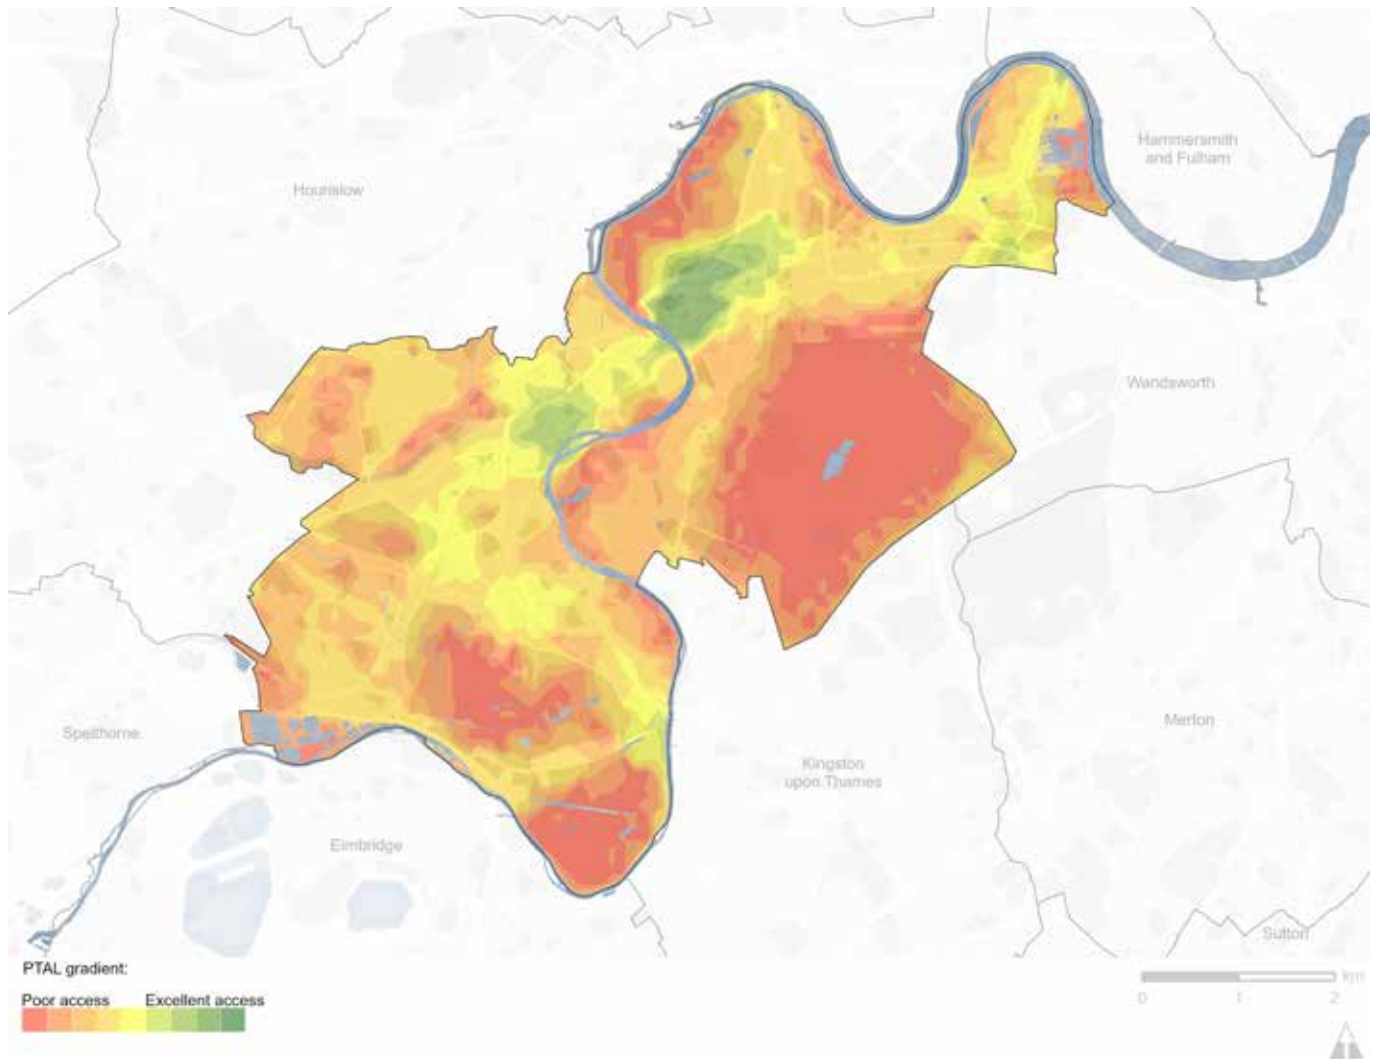 Hammersmith
and Fulham
Hounslow
Wandsworth
Spelthorne
Merton
Kingston
upon Thames
Elmbridge
Sutton
PTAL gradient:
Poor access Excellent access
km
0 1 2